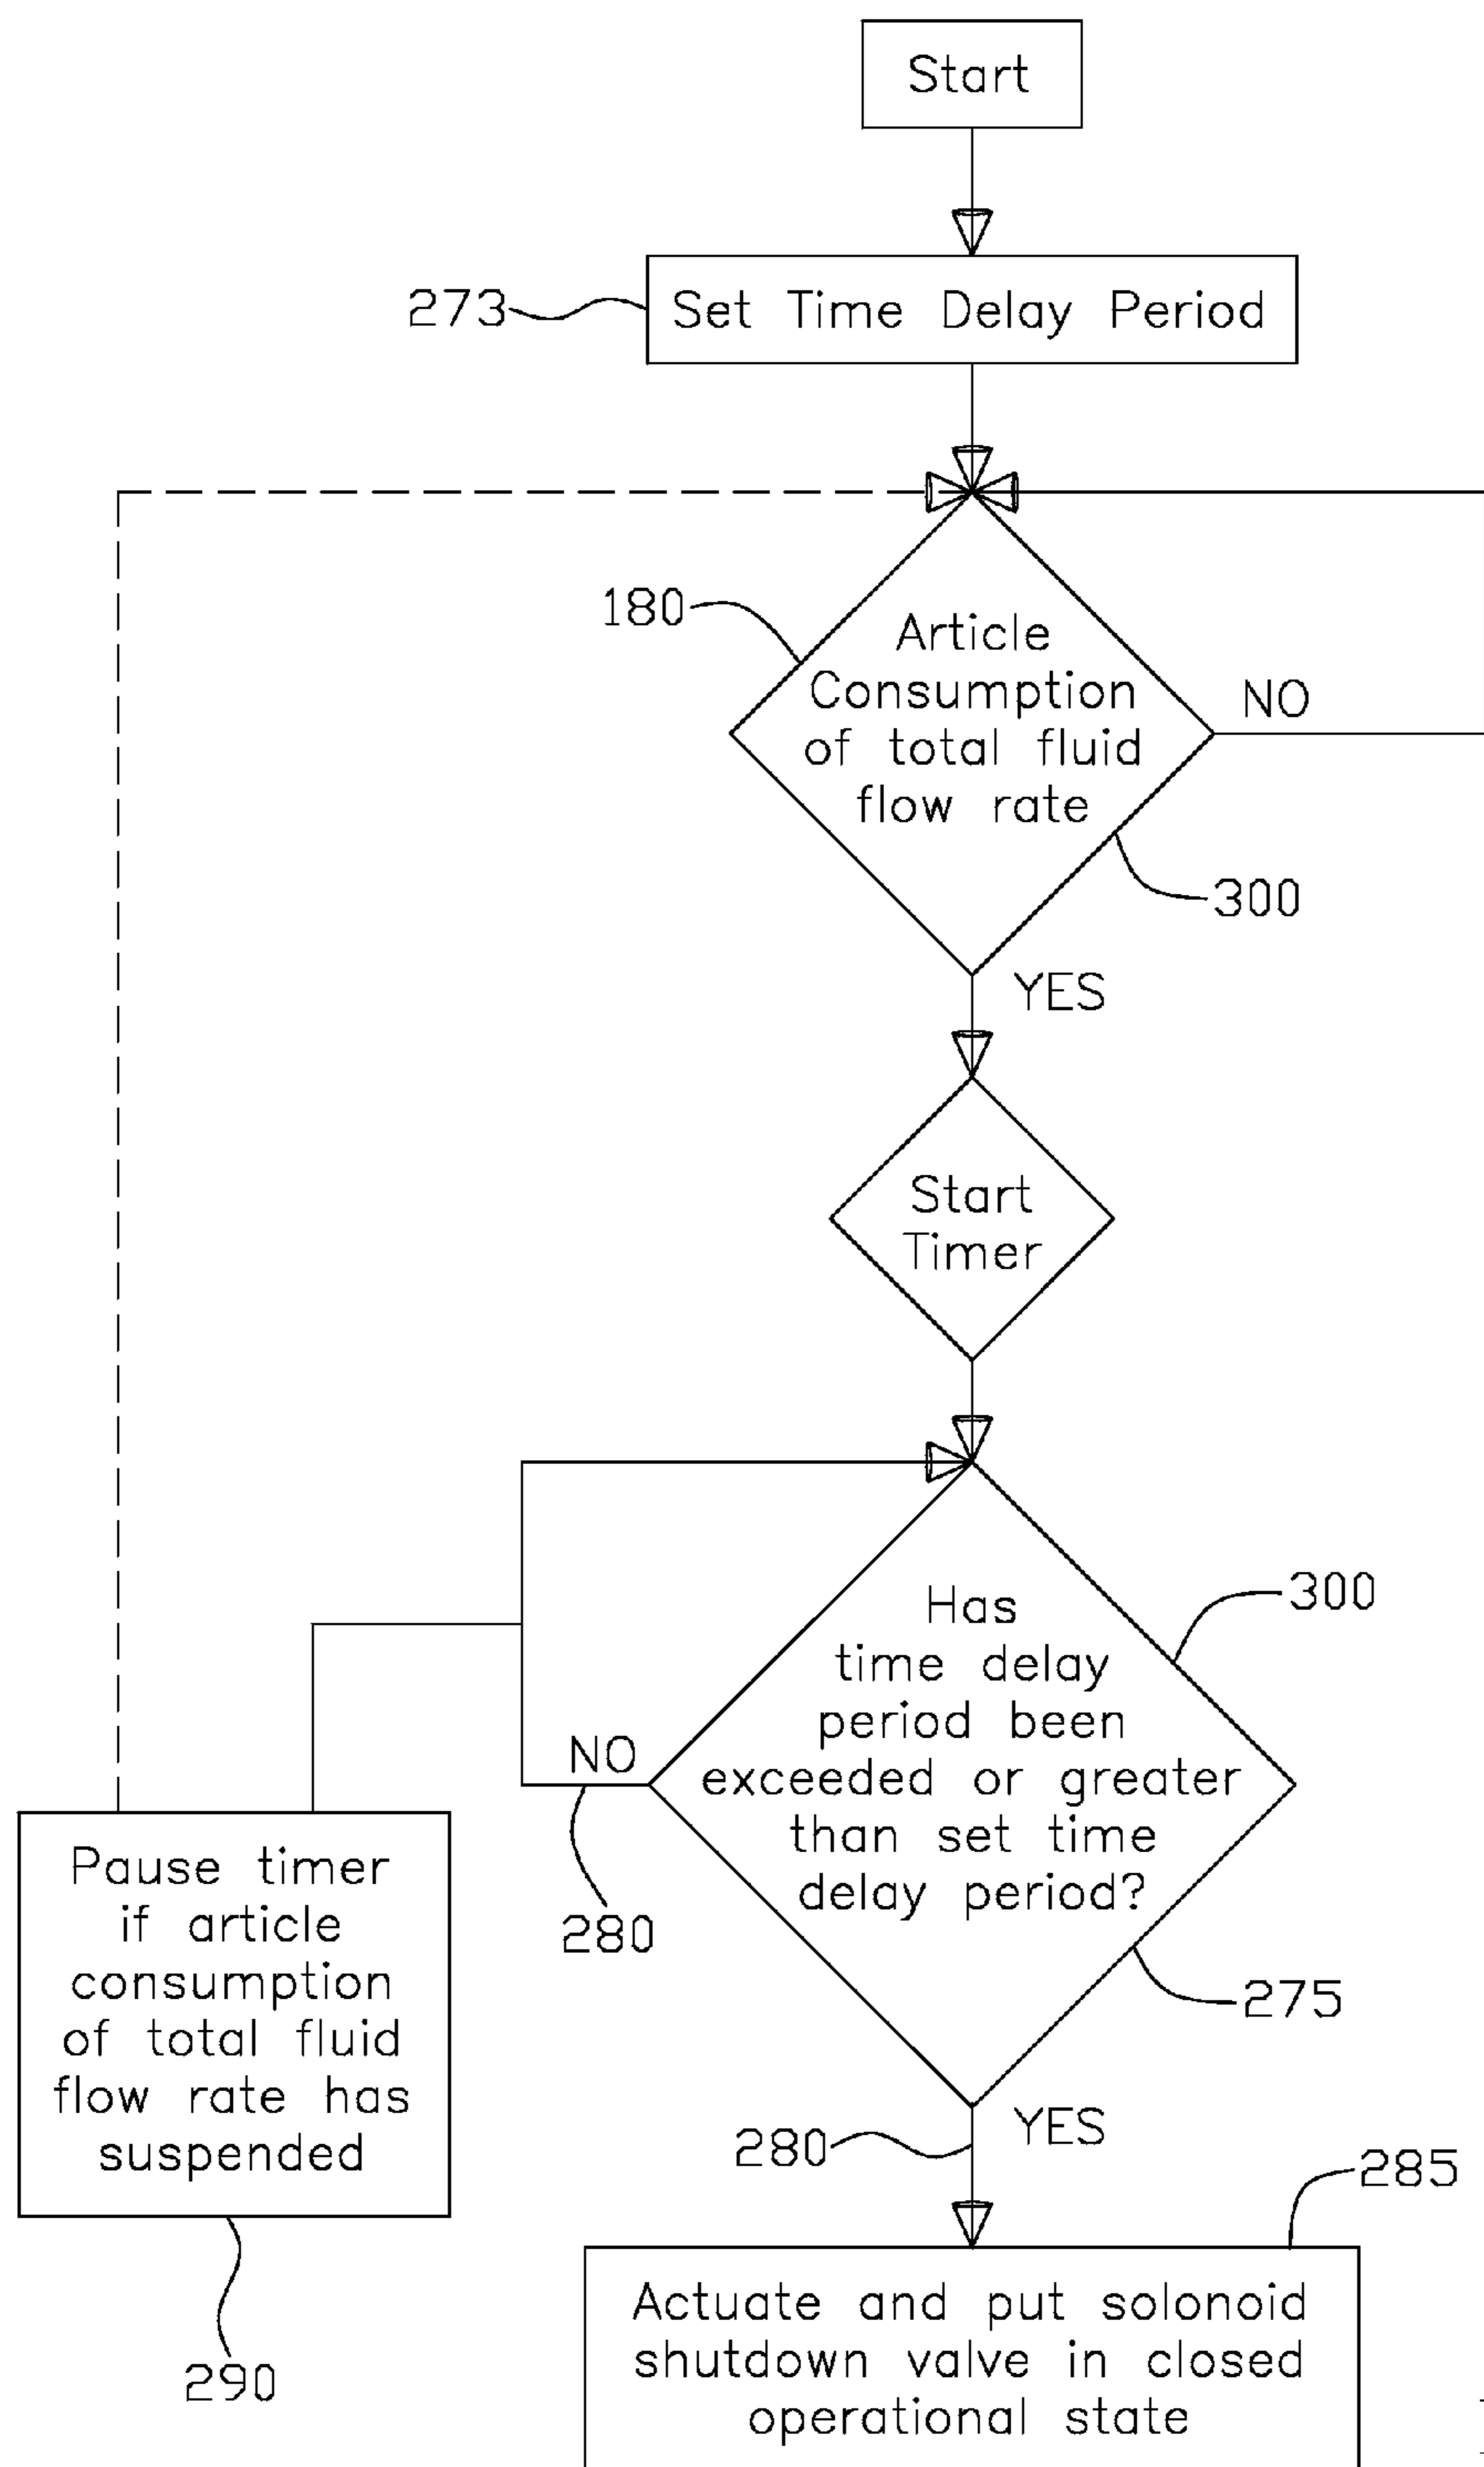 Start
273
Set Time Delay Period
180
Article
Consumption
of total fluid
flow rate
NO
300
YES
Start
Timer
300
Has
time delay
period been
exceeded or greater
than set time
delay period?
NO
280
275
Pause timer
if article
consumption
of total fluid
flow rate has
suspended
290
280
YES
285
Actuate and put solonoid
shutdown valve in closed
operational state